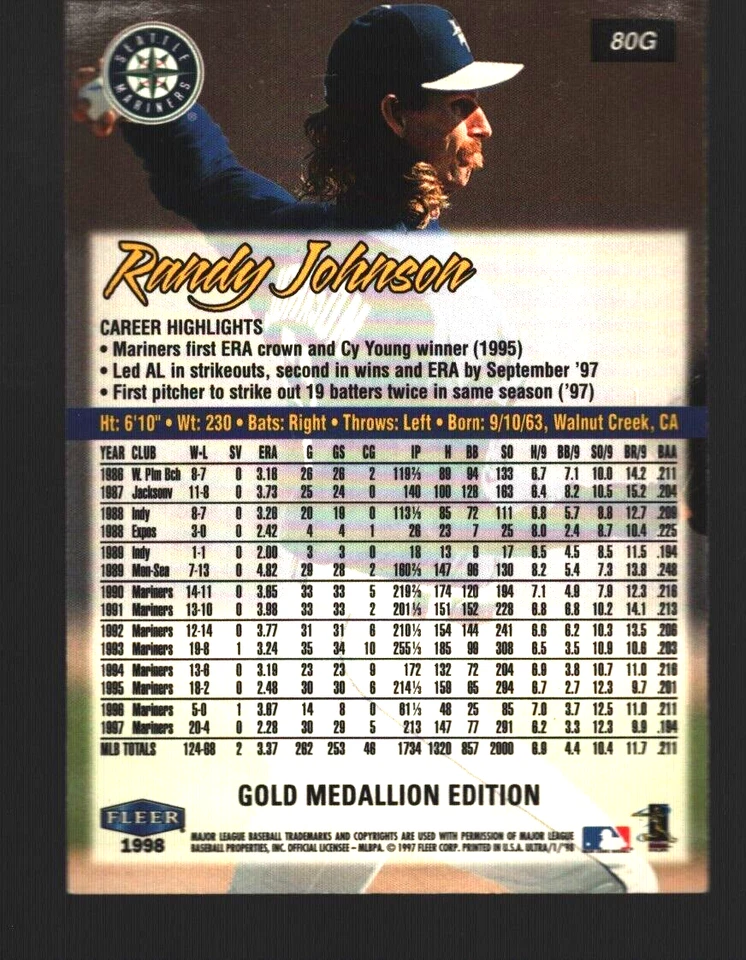 80G
SEATTLE
MARINERS
®
Randy Johnson
CAREER HIGHLIGHTS
• Mariners first ERA crown and Cy Young winner (1995)
• Led AL in strikeouts, second in wins and ERA by September '97
• First pitcher to strike out 19 batters twice in same season ('97)
Ht: 6'10" • Wt: 230 • Bats: Right • Throws: Left • Born: 9/10/63, Walnut Creek, CA
YEAR CLUB W-L SV ERA G GS CG IP H BB SO H/9 BB/9 SO/9 BR/9 BAA
1986 W. Plm Bch 8-7 0 3.16 26 26 2 119⅔ 89 94 133 6.7 7.1 10.0 14.2 .211
1987 Jacksonv 11-8 0 3.73 25 24 0 140 100 128 163 6.4 8.2 10.5 15.2 .204
1988 Indy 8-7 0 3.26 20 19 0 113⅓ 85 72 111 6.8 5.7 8.8 12.7 .209
1988 Expos 3-0 0 2.42 4 4 1 26 23 7 25 8.0 2.4 8.7 10.4 .225
1989 Indy 1-1 0 2.00 3 3 0 18 13 9 17 6.5 4.5 8.5 11.5 .194
1989 Mon-Sea 7-13 0 4.82 29 28 2 160⅔ 147 96 130 8.2 5.4 7.3 13.8 .248
1990 Mariners 14-11 0 3.65 33 33 5 219⅔ 174 120 194 7.1 4.9 7.9 12.3 .216
1991 Mariners 13-10 0 3.98 33 33 2 201⅓ 151 152 228 6.8 6.8 10.2 14.1 .213
1992 Mariners 12-14 0 3.77 31 31 6 210⅓ 154 144 241 6.6 6.2 10.3 13.5 .206
1993 Mariners 19-8 1 3.24 35 34 10 255⅓ 185 99 308 6.5 3.5 10.9 10.6 .203
1994 Mariners 13-6 0 3.19 23 23 9 172 132 72 204 6.9 3.8 10.7 11.0 .216
1995 Mariners 18-2 0 2.48 30 30 6 214⅓ 159 65 294 6.7 2.7 12.3 9.7 .201
1996 Mariners 5-0 1 3.67 14 8 0 61⅓ 48 25 85 7.0 3.7 12.5 11.0 .211
1997 Mariners 20-4 0 2.28 30 29 5 213 147 77 291 6.2 3.3 12.3 9.9 .194
MLB TOTALS 124-68 2 3.37 262 253 46 1734 1320 857 2000 6.9 4.4 10.4 11.7 .211
GOLD MEDALLION EDITION
FLEER
1998
MAJOR LEAGUE BASEBALL TRADEMARKS AND COPYRIGHTS ARE USED WITH PERMISSION OF MAJOR LEAGUE
BASEBALL PROPERTIES, INC. OFFICIAL LICENSEE – MLBPA. © 1997 FLEER CORP. PRINTED IN U.S.A. ULTRA/1/'98